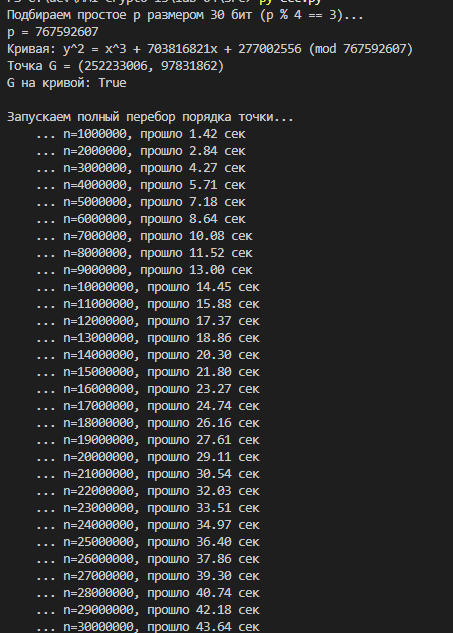 Подбираем простое p размером 30 бит (p % 4 == 3)...
p = 767592607
Кривая: y^2 = x^3 + 703816821x + 277002556 (mod 767592607)
Точка G = (252233006, 97831862)
G на кривой: True
Запускаем полный перебор порядка точки...
... n=1000000, прошло 1.42 сек
... n=2000000, прошло 2.84 сек
... n=3000000, прошло 4.27 сек
... n=4000000, прошло 5.71 сек
... n=5000000, прошло 7.18 сек
... n=6000000, прошло 8.64 сек
... n=7000000, прошло 10.08 сек
... n=8000000, прошло 11.52 сек
... n=9000000, прошло 13.00 сек
... n=10000000, прошло 14.45 сек
... n=11000000, прошло 15.88 сек
... n=12000000, прошло 17.37 сек
... n=13000000, прошло 18.86 сек
... n=14000000, прошло 20.30 сек
... n=15000000, прошло 21.80 сек
... n=16000000, прошло 23.27 сек
... n=17000000, прошло 24.74 сек
... n=18000000, прошло 26.16 сек
... n=19000000, прошло 27.61 сек
... n=20000000, прошло 29.11 сек
... n=21000000, прошло 30.54 сек
... n=22000000, прошло 32.03 сек
... n=23000000, прошло 33.51 сек
... n=24000000, прошло 34.97 сек
... n=25000000, прошло 36.40 сек
... n=26000000, прошло 37.86 сек
... n=27000000, прошло 39.30 сек
... n=28000000, прошло 40.74 сек
... n=29000000, прошло 42.18 сек
... n=30000000, прошло 43.64 сек